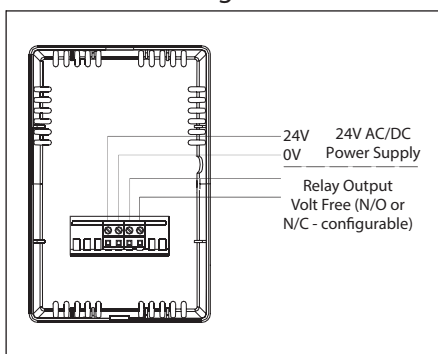 24V 24V AC/DC
0V Power Supply
Relay Output
Volt Free (N/O or
N/C - configurable)